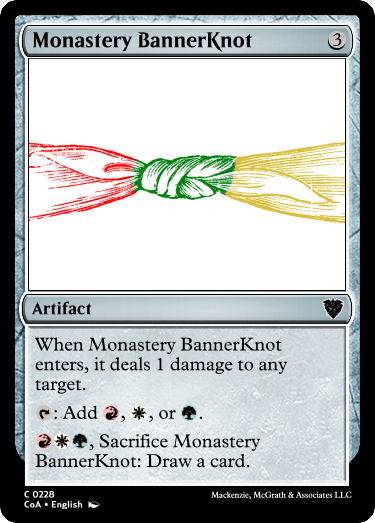 Monastery BannerKnot 3
Artifact
When Monastery BannerKnot
enters, it deals 1 damage to any
target.
: Add , , or .
, Sacrifice Monastery
BannerKnot: Draw a card.
C 0228
CoA • English
Mackenzie, McGrath & Associates LLC